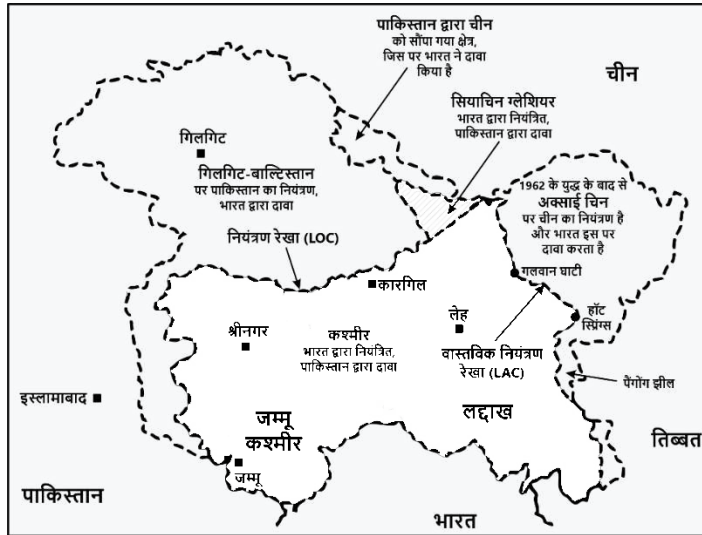 पाकिस्तान द्वारा चीन
को सौंपा गया क्षेत्र,
जिस पर भारत ने दावा
किया है
चीन
सियाचिन ग्लेशियर
भारत द्वारा नियंत्रित,
पाकिस्तान द्वारा दावा
गिलगिट
गिलगिट-बाल्टिस्तान
पर पाकिस्तान का नियंत्रण,
भारत द्वारा दावा
1962 के युद्ध के बाद से
अक्साई चिन
पर चीन का नियंत्रण है
और भारत इस पर
दावा करता है
नियंत्रण रेखा (LOC)
गलवान घाटी
कारगिल
हॉट
स्प्रिंग्स
लेह
श्रीनगर
कश्मीर
भारत द्वारा नियंत्रित,
पाकिस्तान द्वारा दावा
वास्तविक नियंत्रण
रेखा (LAC)
पैंगोंग झील
इस्लामाबाद
जम्मू
कश्मीर
लद्दाख
तिब्बत
जम्मू
पाकिस्तान
भारत